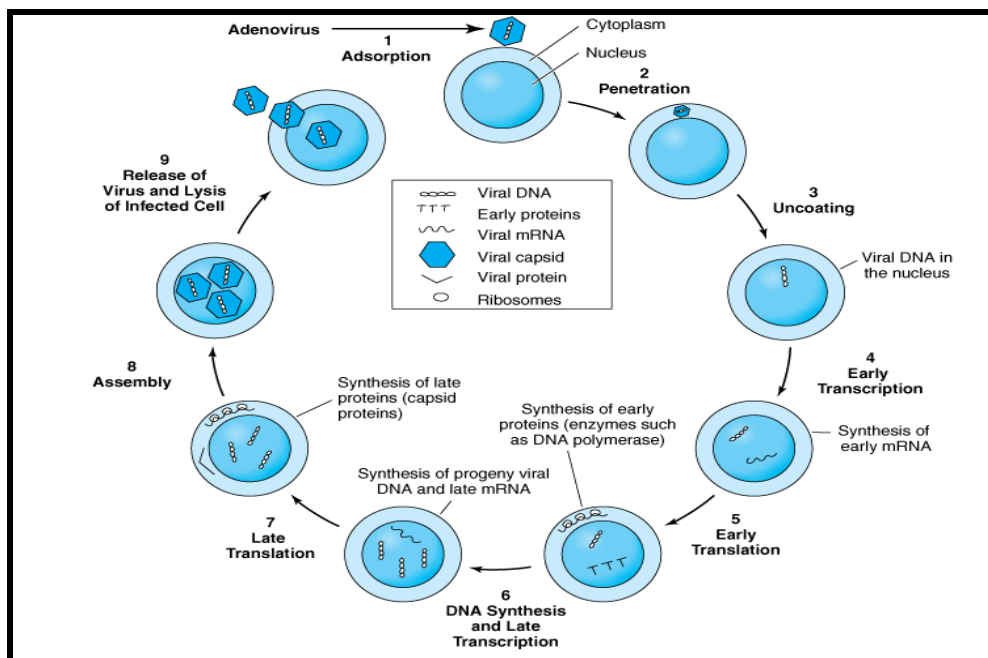 Adenovirus
1
Adsorption
Cytoplasm
Nucleus
2
Penetration
3
Uncoating
Viral DNA in
the nucleus
4
Early
Transcription
Synthesis of
early mRNA
5
Early
Translation
Synthesis of early
proteins (enzymes such
as DNA polymerase)
6
DNA Synthesis
and Late
Transcription
Synthesis of progeny viral
DNA and late mRNA
7
Late
Translation
Synthesis of late
proteins (capsid
proteins)
8
Assembly
9
Release of
Virus and Lysis
of Infected Cell
Viral DNA
Early proteins
Viral mRNA
Viral capsid
Viral protein
Ribosomes